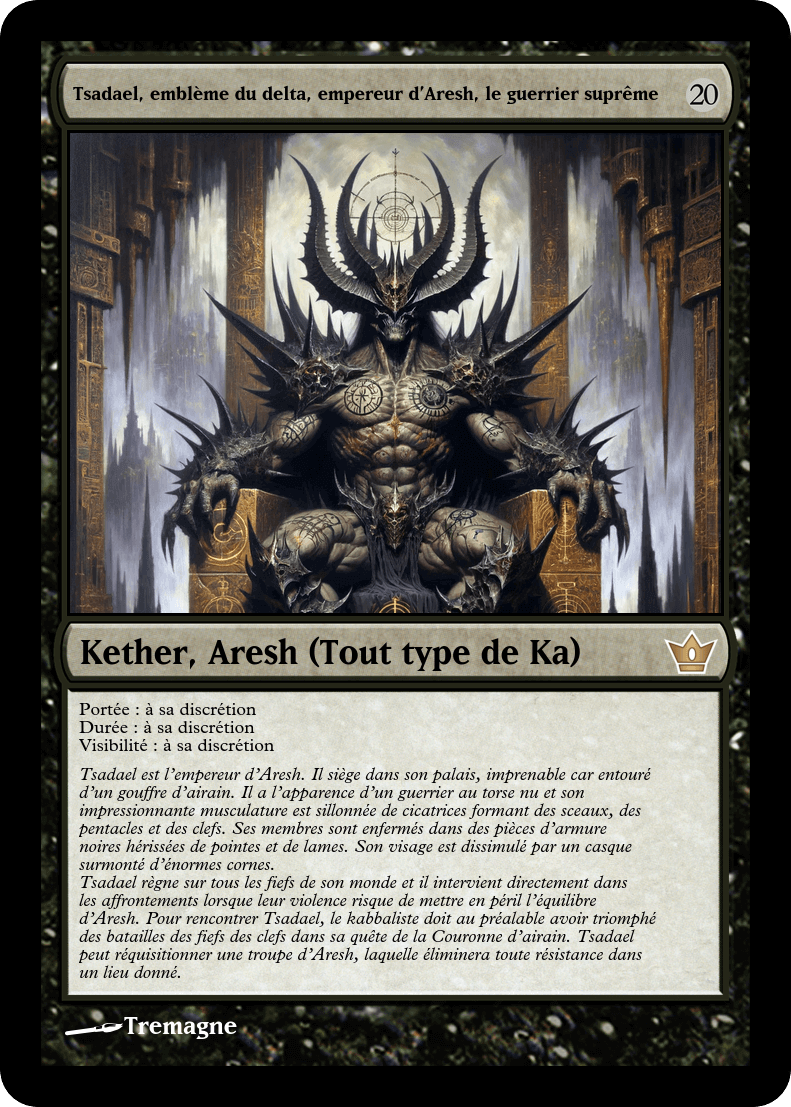 Tsadael, emblème du delta, empereur d'Aresh, le guerrier suprême 20
Kether, Aresh (Tout type de Ka)
Portée : à sa discrétion
Durée : à sa discrétion
Visibilité : à sa discrétion
Tsadael est l'empereur d'Aresh. Il siège dans son palais, imprenable car entouré
d'un gouffre d'airain. Il a l'apparence d'un guerrier au torse nu et son
impressionnante musculature est sillonnée de cicatrices formant des sceaux, des
pentacles et des clefs. Ses membres sont enfermés dans des pièces d'armure
noires hérissées de pointes et de lames. Son visage est dissimulé par un casque
surmonté d'énormes cornes.
Tsadael règne sur tous les fiefs de son monde et il intervient directement dans
les affrontements lorsque leur violence risque de mettre en péril l'équilibre
d'Aresh. Pour rencontrer Tsadael, le kabbaliste doit au préalable avoir triomphé
des batailles des fiefs des clefs dans sa quête de la Couronne d'airain. Tsadael
peut réquisitionner une troupe d'Aresh, laquelle éliminera toute résistance dans
un lieu donné.
Tremagne